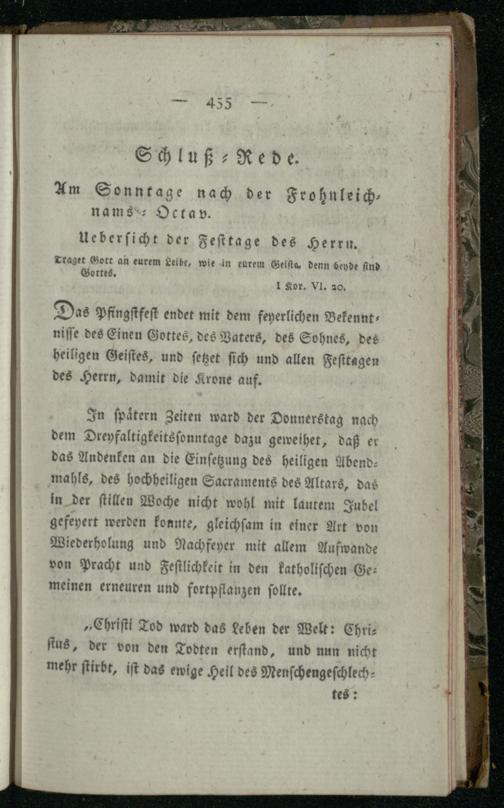 — 455 —
Schluß-Rede.
Am Sonntage nach der Frohnleich-
nams-Octav.
Uebersicht der Festtage des Herrn.
Traget Gott an eurem Leibe, wie in eurem Geiste, denn beyde sind
Gottes.
I Kor. VI. 20.
Das Pfingstfest endet mit dem feyerlichen Bekennt-
nisse des Einen Gottes, des Vaters, des Sohnes, des
heiligen Geistes, und setzet sich und allen Festtagen
des Herrn, damit die Krone auf.
In spätern Zeiten ward der Donnerstag nach
dem Dreyfaltigkeitssonntage dazu geweihet, daß er
das Andenken an die Einsetzung des heiligen Abend-
mahls, des hochheiligen Sacraments des Altars, das
in der stillen Woche nicht wohl mit lautem Jubel
gefeyert werden konnte, gleichsam in einer Art von
Wiederholung und Nachfeyer mit allem Aufwande
von Pracht und Festlichkeit in den katholischen Ge-
meinen erneuren und fortpflanzen sollte.
„Christi Tod ward das Leben der Welt: Chri-
stus, der von den Todten erstand, und nun nicht
mehr stirbt, ist das ewige Heil des Menschengeschlech-
tes: